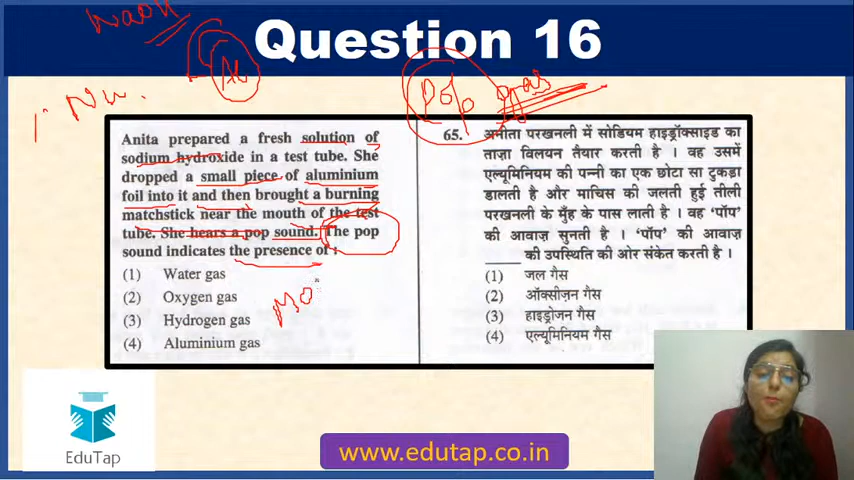 Question 16
NaOH
Al
Pop gas
Anita prepared a fresh solution of
sodium hydroxide in a test tube. She
dropped a small piece of aluminium
foil into it and then brought a burning
matchstick near the mouth of the test
tube. She hears a pop sound. The pop
sound indicates the presence of :
(1) Water gas
(2) Oxygen gas
(3) Hydrogen gas
(4) Aluminium gas
65. अनीता परखनली में सोडियम हाइड्रॉक्साइड का
ताज़ा विलयन तैयार करती है । वह उसमें
एल्यूमिनियम की पन्नी का एक छोटा सा टुकड़ा
डालती है और माचिस की जलती हुई तीली
परखनली के मुँह के पास लाती है । वह ‘पॉप’
की आवाज़ सुनती है । ‘पॉप’ की आवाज़
_____ की उपस्थिति की ओर संकेत करती है ।
(1) जल गैस
(2) ऑक्सीज़न गैस
(3) हाइड्रोजन गैस
(4) एल्यूमिनियम गैस
EduTap
www.edutap.co.in